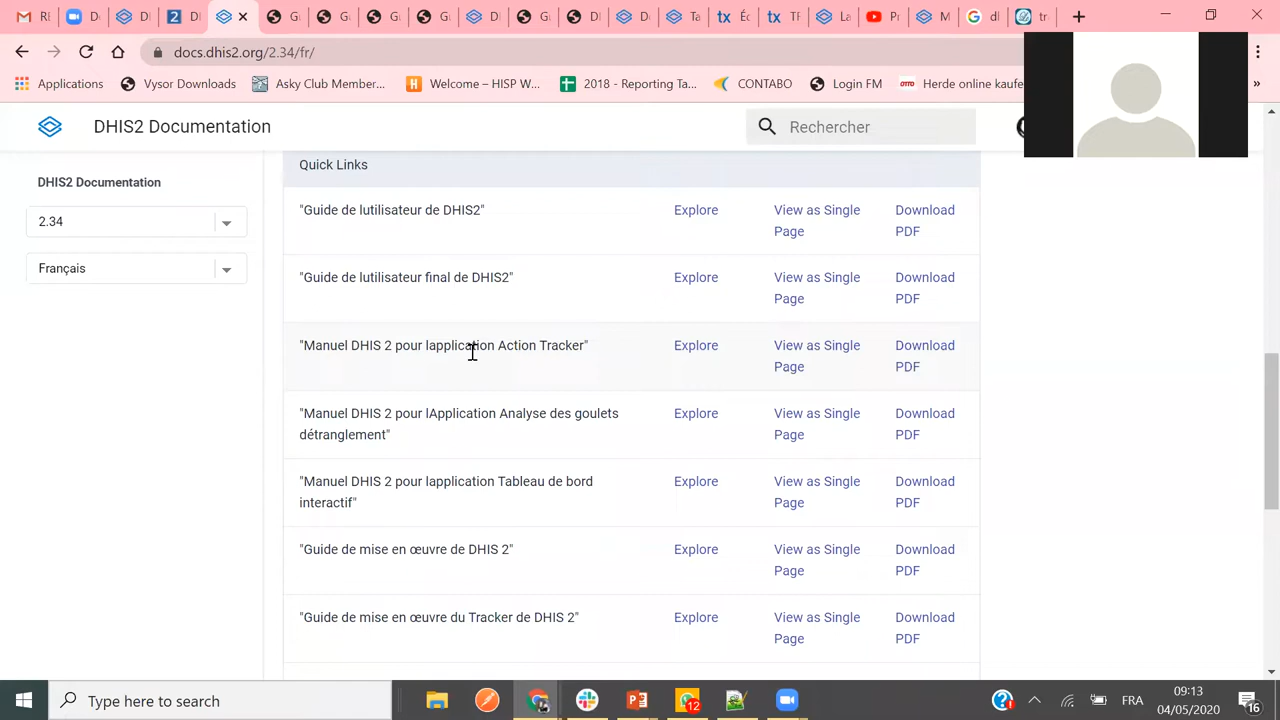 docs.dhis2.org/2.34/fr/
Applications
Vysor Downloads
Asky Club Member...
Welcome – HISP W...
2018 - Reporting Ta...
CONTABO
Login FM
Herde online kaufe
DHIS2 Documentation
Rechercher
DHIS2 Documentation
2.34
Français
Quick Links
"Guide de lutilisateur de DHIS2"
Explore
View as Single
Page
Download
PDF
"Guide de lutilisateur final de DHIS2"
Explore
View as Single
Page
Download
PDF
"Manuel DHIS 2 pour lapplication Action Tracker"
Explore
View as Single
Page
Download
PDF
"Manuel DHIS 2 pour lApplication Analyse des goulets
détranglement"
Explore
View as Single
Page
Download
PDF
"Manuel DHIS 2 pour lapplication Tableau de bord
interactif"
Explore
View as Single
Page
Download
PDF
"Guide de mise en œuvre de DHIS 2"
Explore
View as Single
Page
Download
PDF
"Guide de mise en œuvre du Tracker de DHIS 2"
Explore
View as Single
Page
Download
PDF
Type here to search
12
FRA
09:13
04/05/2020
16